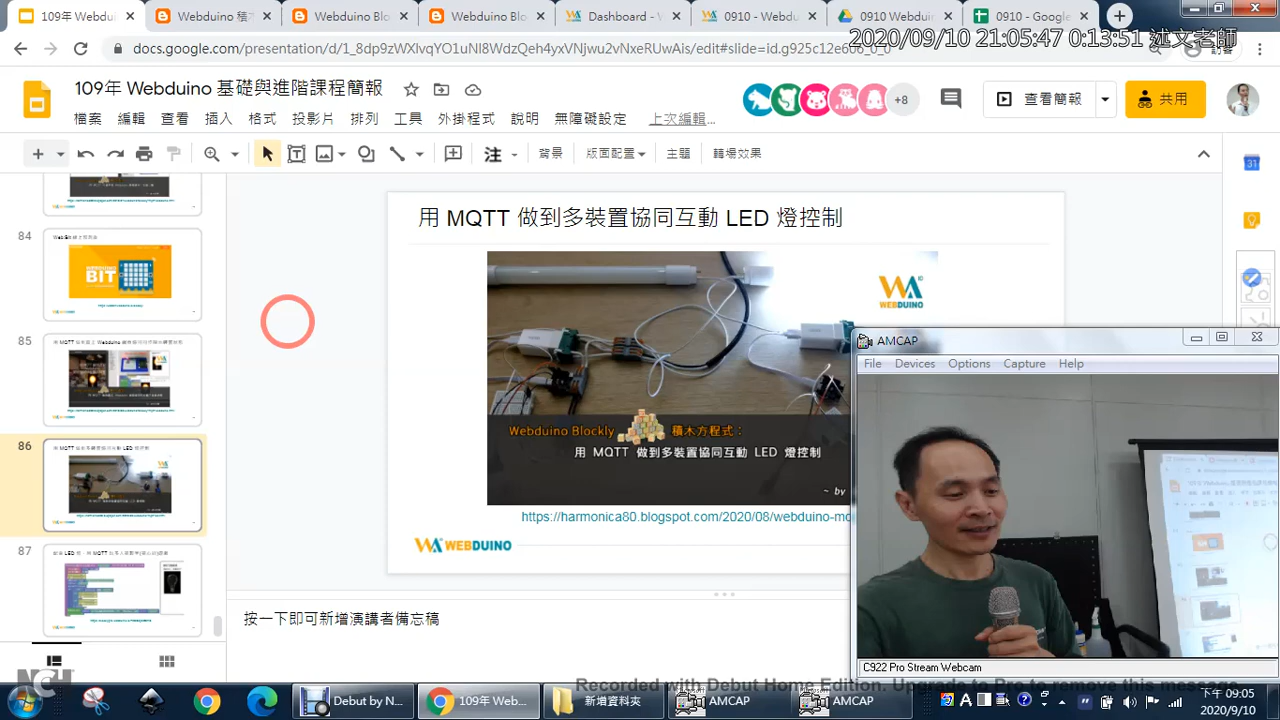 109年 Webdu
Webduino 積
Webduino Blo
Webduino Blo
Dashboard - W
0910 - Webdu
0910 Webduin
0910 - Google
2020/09/10 21:05:47 0:13:51 述文老師
docs.google.com/presentation/d/1_8dp9zWXlvqYO1uNl8WdzQeh4yxVNjwu2vNxeRUwAis/edit#slide=id.g925c12e606_0_0
訪客
109年 Webduino 基礎與進階課程簡報
+8
查看簡報
共用
檔案 編輯 查看 插入 格式 投影片 排列 工具 外掛程式 說明 無障礙設定 上次編輯...
注
背景 版面配置 主題 轉場效果
31
84
WEBDUINO
BIT
85
86
87
用 MQTT 做到多裝置協同互動 LED 燈控制
WEBDUINO
Webduino Blockly 積木方程式：
用 MQTT 做到多裝置協同互動 LED 燈控制
~ by
https://harmonica80.blogspot.com/2020/08/webduino-mq
WEBDUINO
按一下即可新增演講者備忘稿
AMCAP
File Devices Options Capture Help
C922 Pro Stream Webcam
NCH
Recorded with Debut Home Edition. Upgrade to Pro to remove this message
Debut by ...
109年 Web...
新增資料夾
AMCAP
AMCAP
下午 09:05
2020/9/10